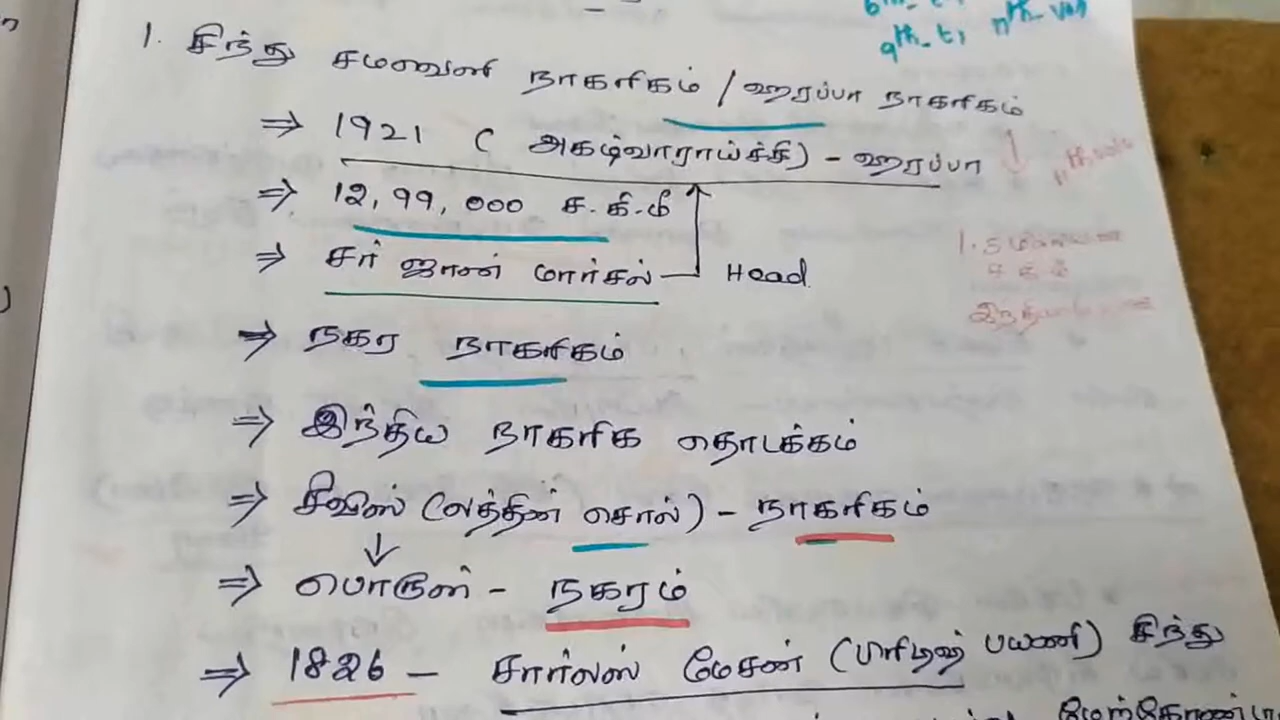 1. சிந்து சமவெளி நாகரிகம் / ஹரப்பா நாகரிகம்
⇒ 1921 ( அகழ்வாராய்ச்சி) - ஹரப்பா
⇒ 12,99,000 ச.கி.மீ
⇒ சர் ஜான் மார்சல் Head
⇒ நகர நாகரிகம்
⇒ இந்திய நாகரிக தொடக்கம்
⇒ சிவிஸ் (லத்தின் சொல்) - நாகரிகம்
⇒ பொருள் - நகரம்
⇒ 1826 - சார்லஸ் மேசன் (பிரிடிஷ் பயணி) சிந்து